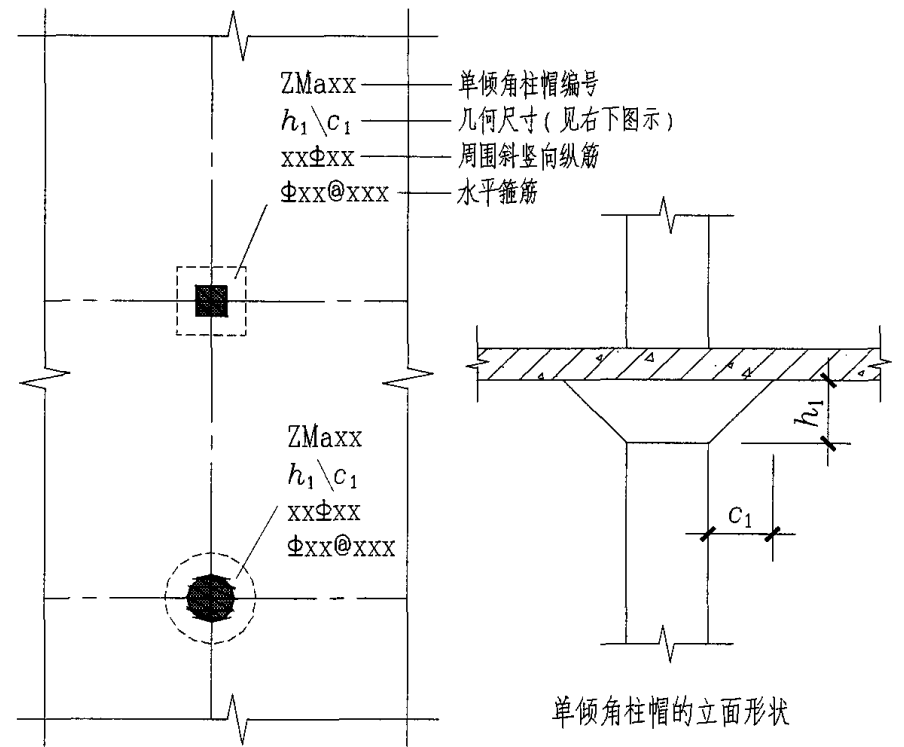 ZMaxx 单倾角柱帽编号
h₁\c₁ 几何尺寸(见右下图示)
xxΦxx 周围斜竖向纵筋
Φxx@xxx 水平箍筋
ZMaxx
h₁\c₁
xxΦxx
Φxx@xxx
h₁
c₁
单倾角柱帽的立面形状